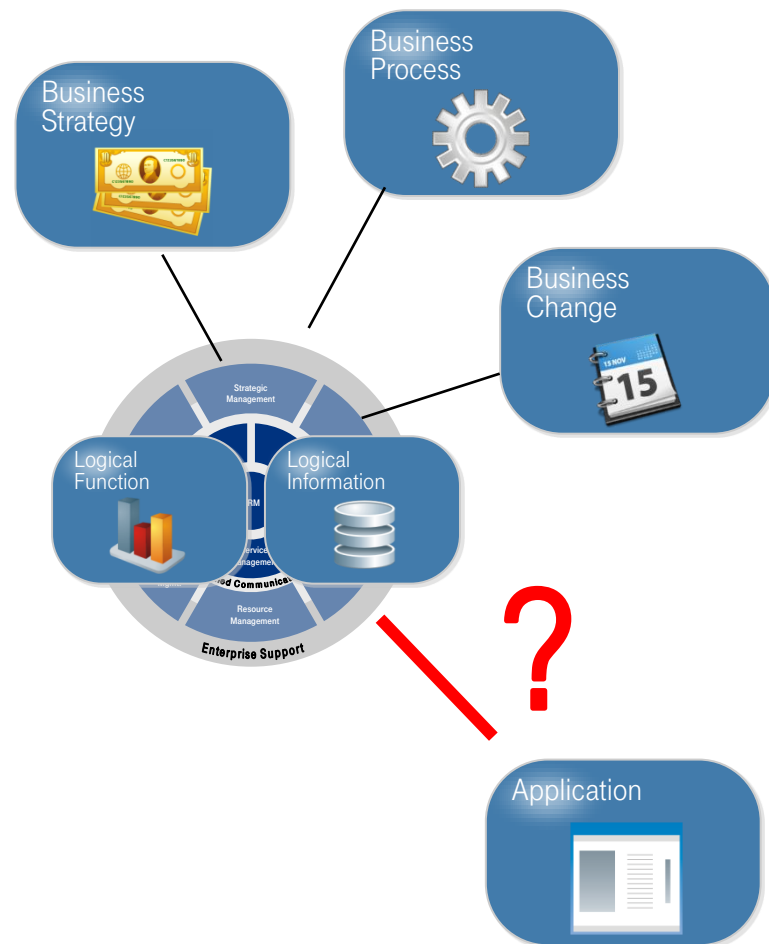 Business
Process
Business
Strategy
Business
Change
15 NOV
15
Strategic
Management
Logical
Function
Logical
Information
Resource
Management
Enterprise Support
?
Application